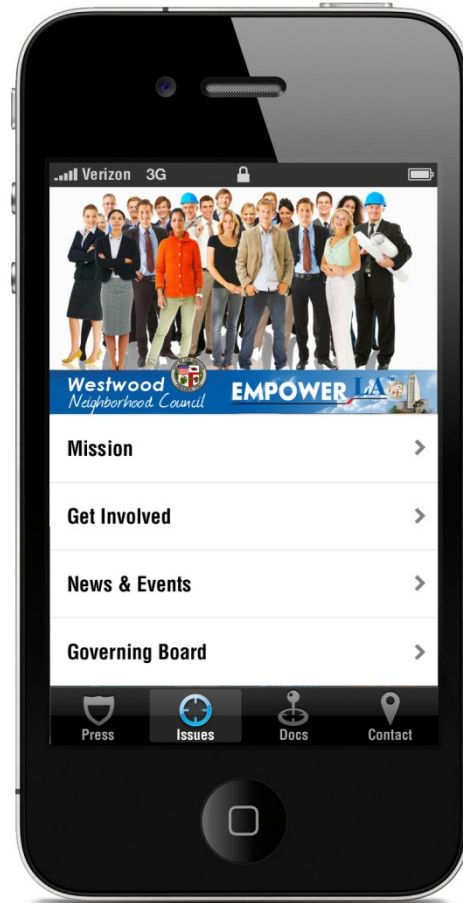 Verizon 3G
Westwood
Neighborhood Council
EMPOWER LA
Mission
Get Involved
News & Events
Governing Board
Press Issues Docs Contact